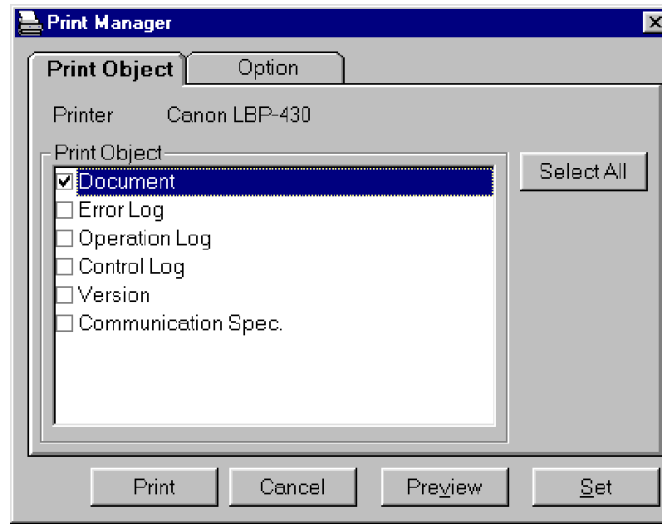 Print Manager
Print Object Option
Printer Canon LBP-430
Print Object
Select All
Document
Error Log
Operation Log
Control Log
Version
Communication Spec.
Print Cancel Preview Set